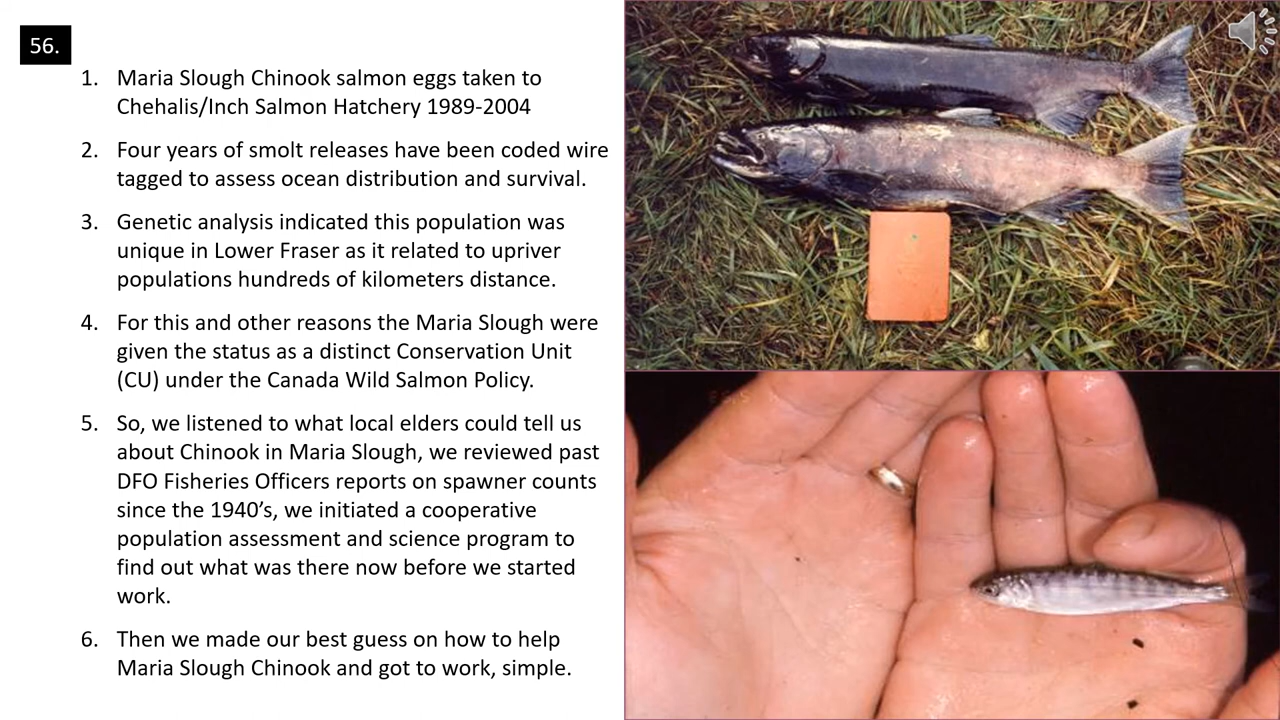 56.
1. Maria Slough Chinook salmon eggs taken to
Chehalis/Inch Salmon Hatchery 1989-2004
2. Four years of smolt releases have been coded wire
tagged to assess ocean distribution and survival.
3. Genetic analysis indicated this population was
unique in Lower Fraser as it related to upriver
populations hundreds of kilometers distance.
4. For this and other reasons the Maria Slough were
given the status as a distinct Conservation Unit
(CU) under the Canada Wild Salmon Policy.
5. So, we listened to what local elders could tell us
about Chinook in Maria Slough, we reviewed past
DFO Fisheries Officers reports on spawner counts
since the 1940’s, we initiated a cooperative
population assessment and science program to
find out what was there now before we started
work.
6. Then we made our best guess on how to help
Maria Slough Chinook and got to work, simple.